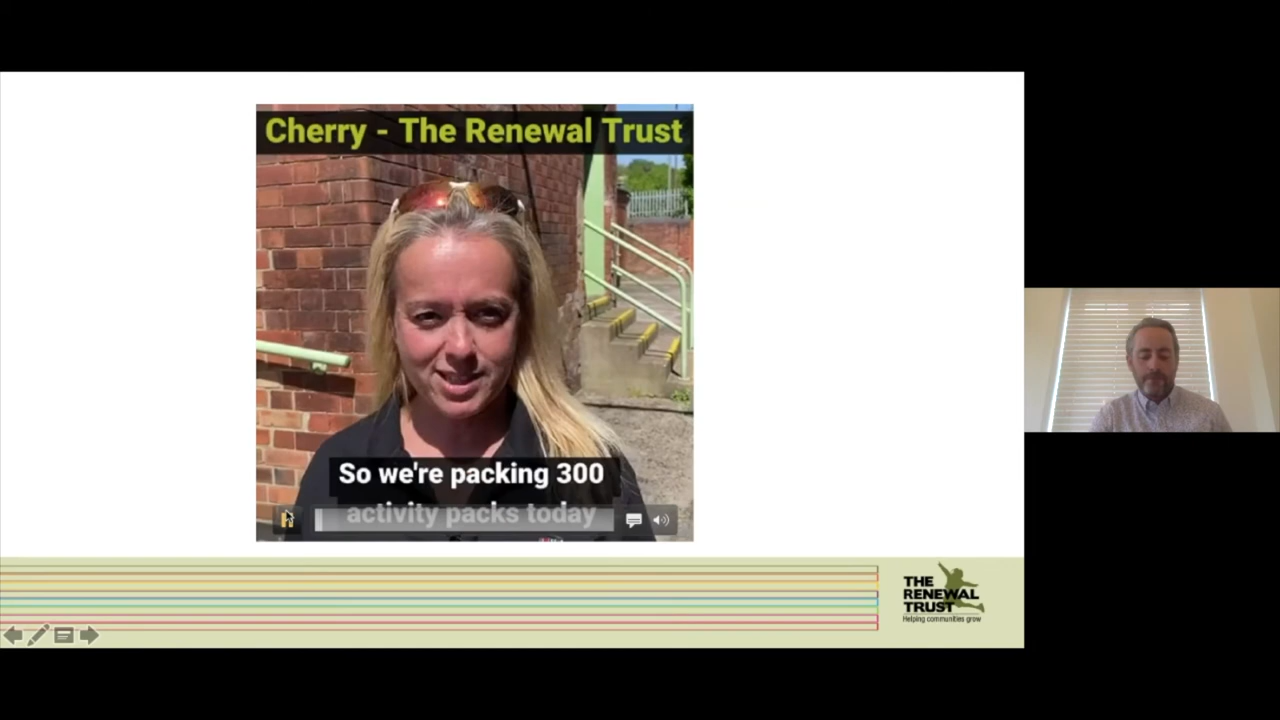 Cherry - The Renewal Trust
So we're packing 300
activity packs today
THE
RENEWAL
TRUST
Helping communities grow